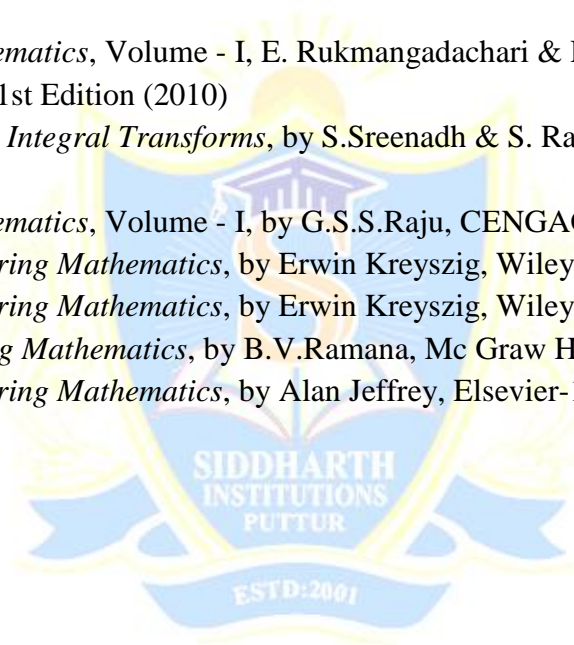 ematics, Volume - I, E. Rukmangadachari &
1st Edition (2010)
Integral Transforms, by S.Sreenadh & S. Ra
ematics, Volume - I, by G.S.S.Raju, CENGAG
ring Mathematics, by Erwin Kreyszig, Wiley
ring Mathematics, by Erwin Kreyszig, Wiley
g Mathematics, by B.V.Ramana, Mc Graw H
ring Mathematics, by Alan Jeffrey, Elsevier-1
SIDDHARTH
INSTITUTIONS
PUTTUR
ESTD:2001